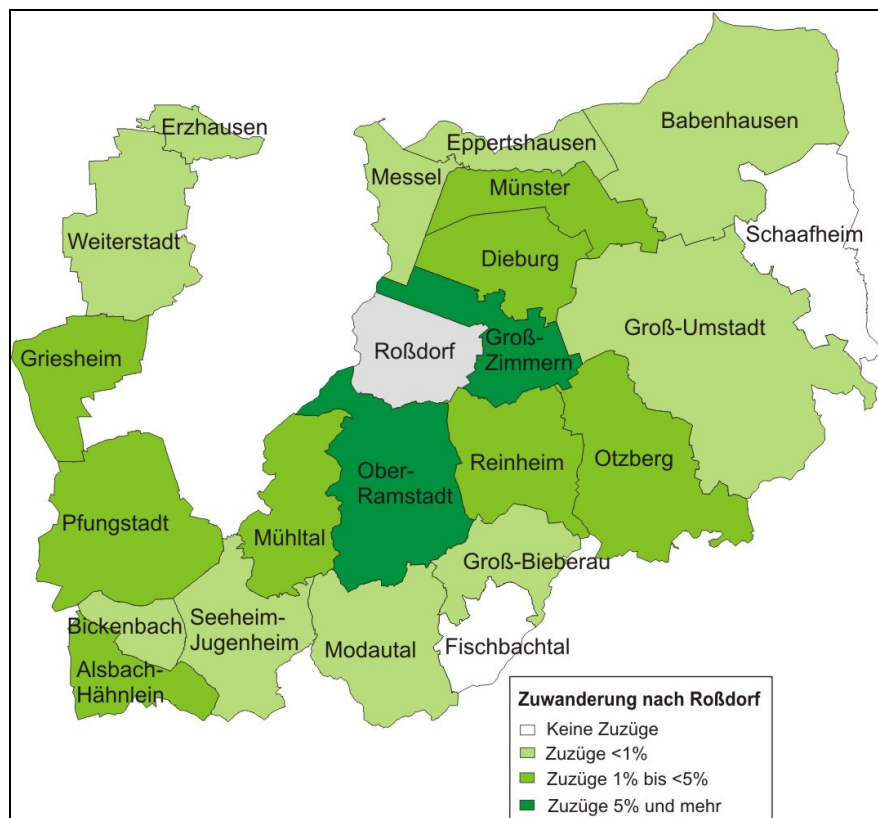 Erzhausen
Babenhausen
Eppertshausen
Messel
Münster
Weiterstadt
Schaafheim
Dieburg
Groß-Umstadt
Griesheim
Roßdorf
Groß-
Zimmern
Ober-
Ramstadt
Reinheim
Otzberg
Pfungstadt
Mühltal
Groß-Bieberau
Bickenbach
Seeheim-
Jugenheim
Modautal
Fischbachtal
Alsbach-
Hähnlein
Zuwanderung nach Roßdorf
Keine Zuzüge
Zuzüge <1%
Zuzüge 1% bis <5%
Zuzüge 5% und mehr